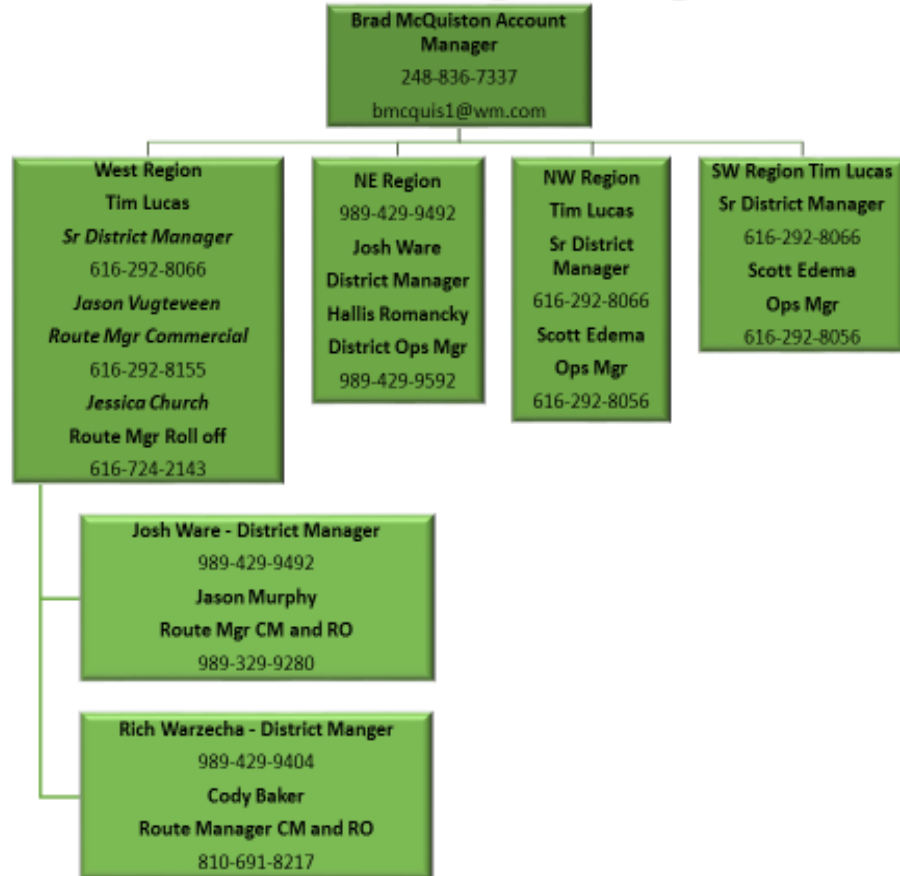 Brad McQuiston Account
Manager
248-836-7337
bmcquis1@wm.com
West Region
Tim Lucas
Sr District Manager
616-292-8066
Jason Vugteveen
Route Mgr Commercial
616-292-8155
Jessica Church
Route Mgr Roll off
616-724-2143
NE Region
989-429-9492
Josh Ware
District Manager
Hallis Romancky
District Ops Mgr
989-429-9592
NW Region
Tim Lucas
Sr District
Manager
616-292-8066
Scott Edema
Ops Mgr
616-292-8056
SW Region Tim Lucas
Sr District Manager
616-292-8066
Scott Edema
Ops Mgr
616-292-8056
Josh Ware - District Manager
989-429-9492
Jason Murphy
Route Mgr CM and RO
989-329-9280
Rich Warzecha - District Manger
989-429-9404
Cody Baker
Route Manager CM and RO
810-691-8217